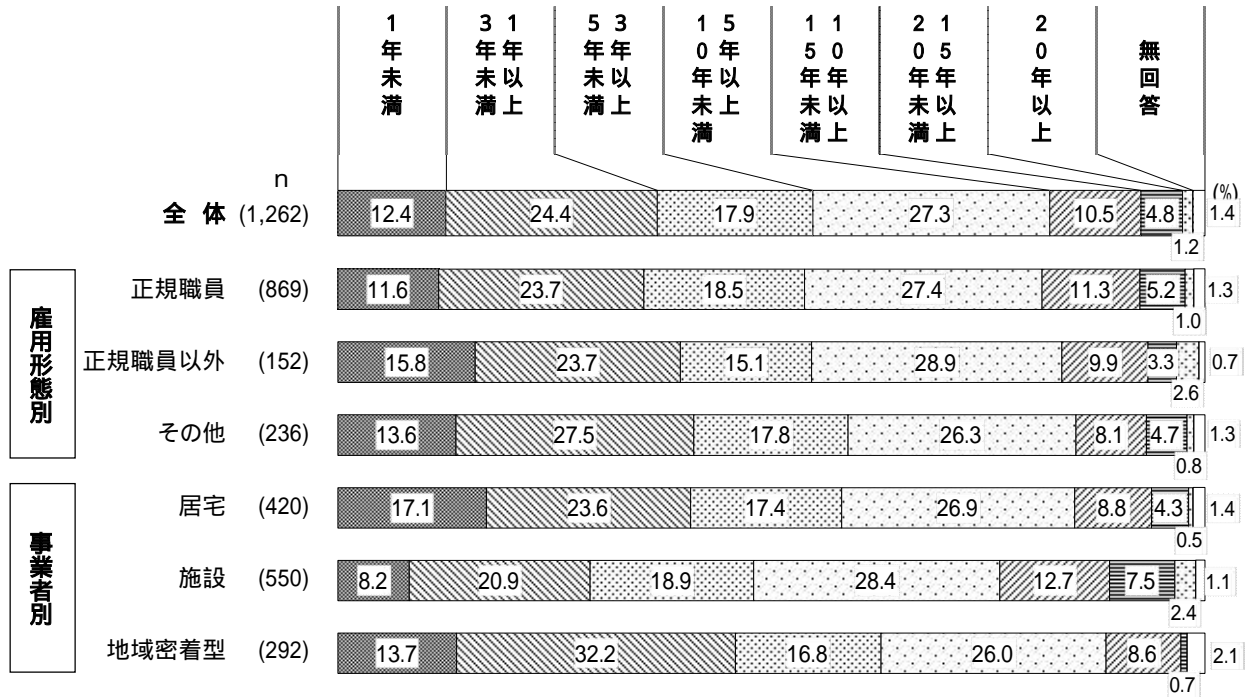 1年未満
1年以上3年未満
3年以上5年未満
5年以上10年未満
10年以上15年未満
15年以上20年未満
20年以上
無回答
n
(%)
全 体 (1,262) 12.4 24.4 17.9 27.3 10.5 4.8 1.2 1.4
雇用形態別
正規職員 (869) 11.6 23.7 18.5 27.4 11.3 5.2 1.0 1.3
正規職員以外 (152) 15.8 23.7 15.1 28.9 9.9 3.3 2.6 0.7
その他 (236) 13.6 27.5 17.8 26.3 8.1 4.7 0.8 1.3
事業者別
居宅 (420) 17.1 23.6 17.4 26.9 8.8 4.3 0.5 1.4
施設 (550) 8.2 20.9 18.9 28.4 12.7 7.5 2.4 1.1
地域密着型 (292) 13.7 32.2 16.8 26.0 8.6 0.7 2.1